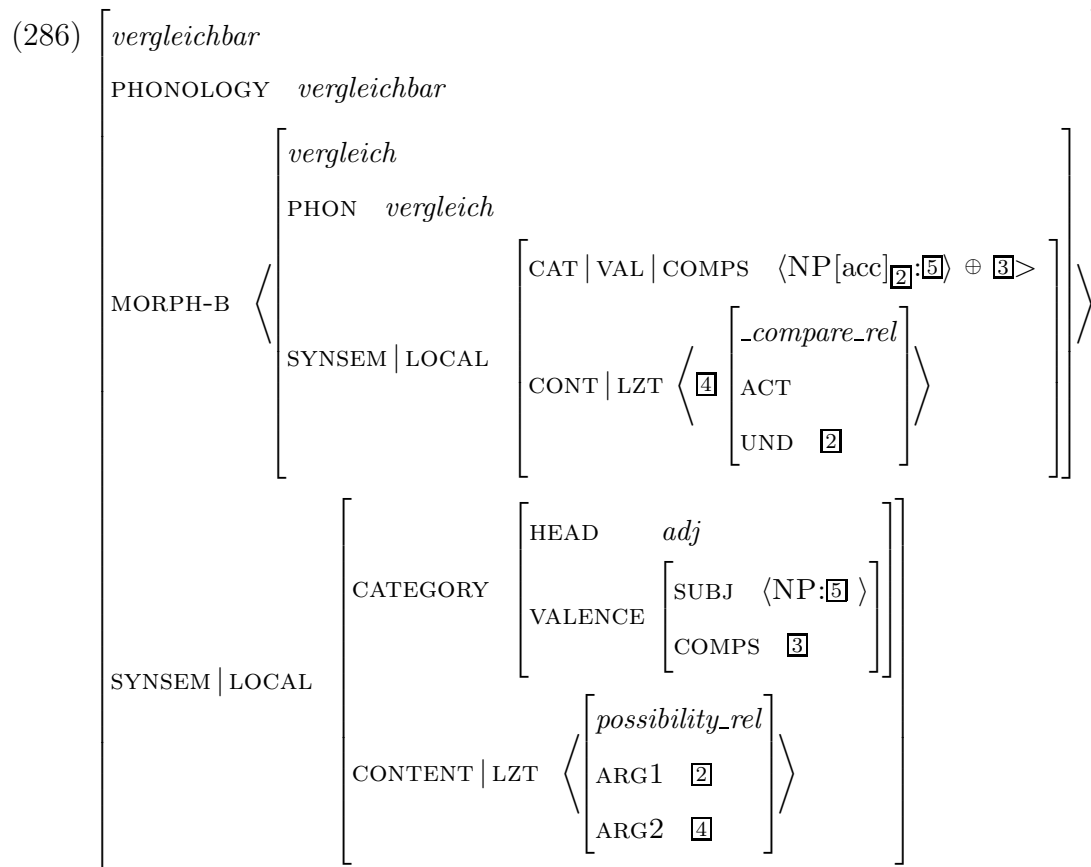 (286)
vergleichbar
PHONOLOGY vergleichbar
vergleich
PHON vergleich
CAT | VAL | COMPS ⟨NP[acc]2:5⟩ ⊕ 3>
MORPH-B
_compare_rel
SYNSEM | LOCAL
CONT | LZT ⟨ 4 ACT ⟩
UND 2
HEAD adj
CATEGORY
SUBJ ⟨NP:5 ⟩
VALENCE
COMPS 3
SYNSEM | LOCAL
possibility_rel
CONTENT | LZT ⟨ ARG1 2 ⟩
ARG2 4